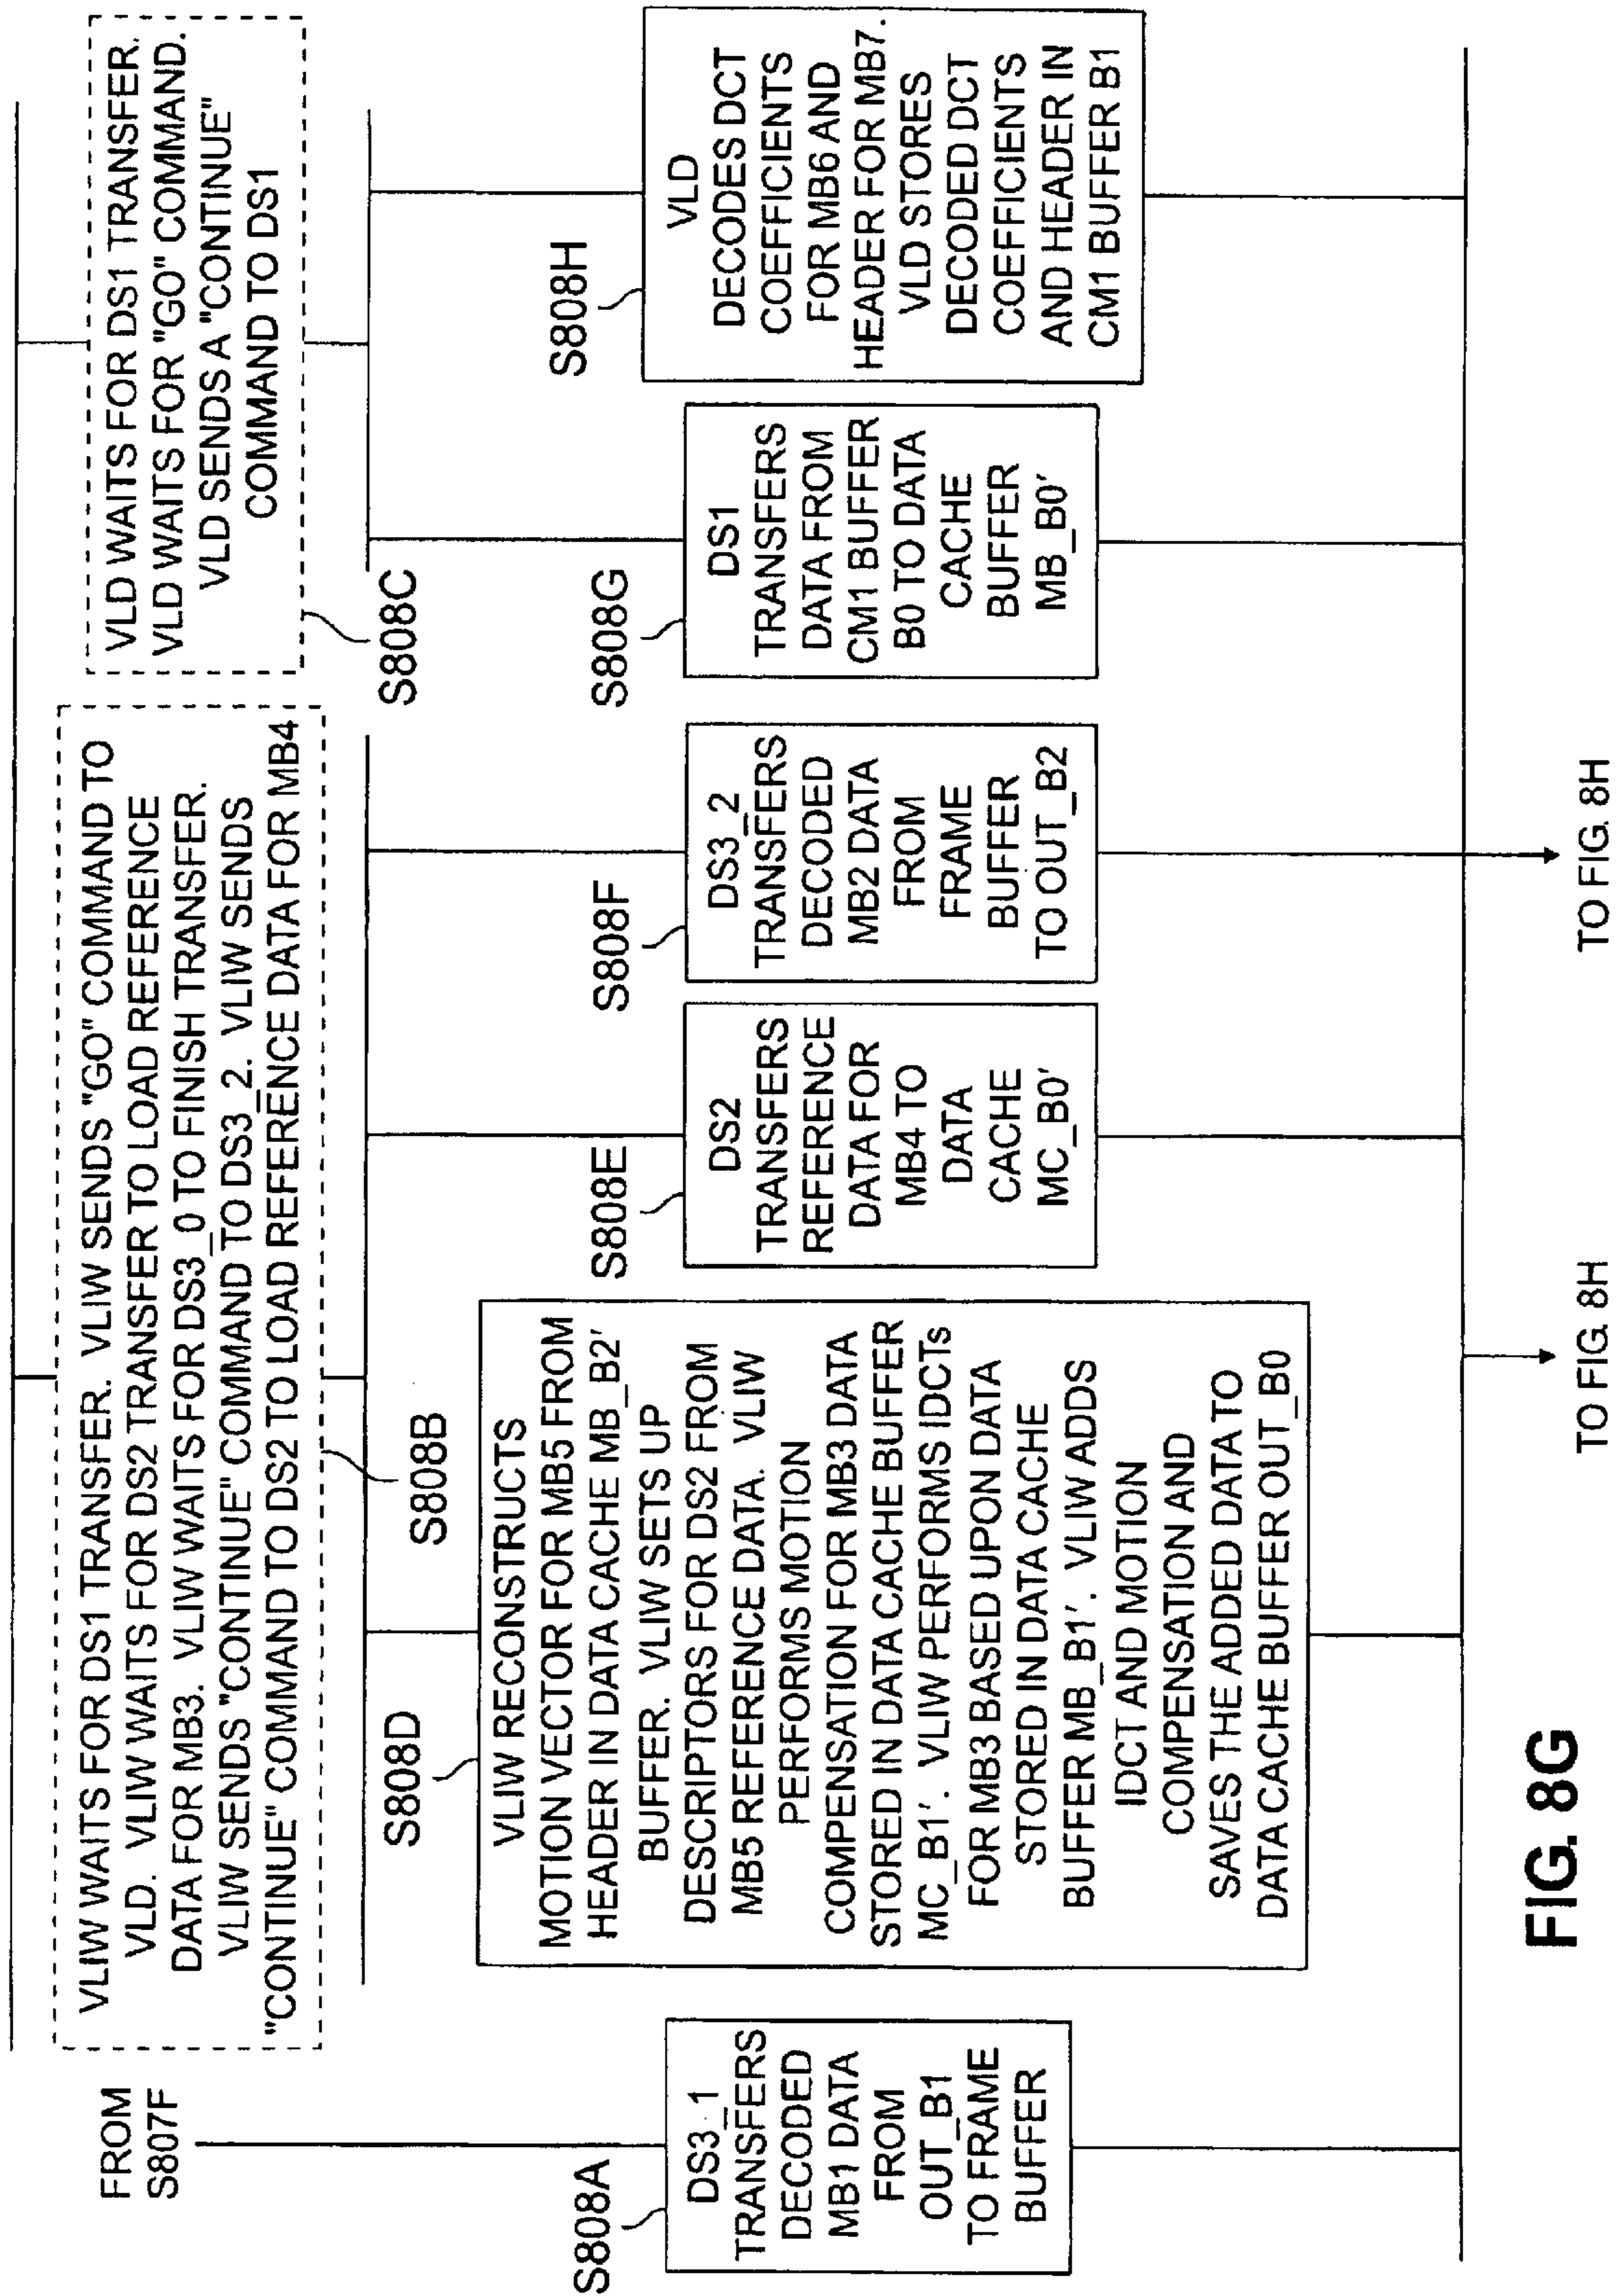 FROM
S807F
VLIW WAITS FOR DS1 TRANSFER. VLIW SENDS "GO" COMMAND TO
VLD. VLIW WAITS FOR DS2 TRANSFER TO LOAD REFERENCE
DATA FOR MB3. VLIW WAITS FOR DS3_0 TO FINISH TRANSFER.
VLIW SENDS "CONTINUE" COMMAND TO DS3_2. VLIW SENDS
"CONTINUE" COMMAND TO DS2 TO LOAD REFERENCE DATA FOR MB4
S808B
VLD WAITS FOR DS1 TRANSFER.
VLD WAITS FOR "GO" COMMAND.
VLD SENDS A "CONTINUE"
COMMAND TO DS1
S808C
S808A
DS3_1
TRANSFERS
DECODED
MB1 DATA
FROM
OUT_B1
TO FRAME
BUFFER
S808D
VLIW RECONSTRUCTS
MOTION VECTOR FOR MB5 FROM
HEADER IN DATA CACHE MB_B2'
BUFFER. VLIW SETS UP
DESCRIPTORS FOR DS2 FROM
MB5 REFERENCE DATA. VLIW
PERFORMS MOTION
COMPENSATION FOR MB3 DATA
STORED IN DATA CACHE BUFFER
MC_B1'. VLIW PERFORMS IDCTs
FOR MB3 BASED UPON DATA
STORED IN DATA CACHE
BUFFER MB_B1'. VLIW ADDS
IDCT AND MOTION
COMPENSATION AND
SAVES THE ADDED DATA TO
DATA CACHE BUFFER OUT_B0
S808E
DS2
TRANSFERS
REFERENCE
DATA FOR
MB4 TO
DATA
CACHE
MC_B0'
S808F
DS3_2
TRANSFERS
DECODED
MB2 DATA
FROM
FRAME
BUFFER
TO OUT_B2
S808G
DS1
TRANSFERS
DATA FROM
CM1 BUFFER
B0 TO DATA
CACHE
BUFFER
MB_B0'
S808H
VLD
DECODES DCT
COEFFICIENTS
FOR MB6 AND
HEADER FOR MB7.
VLD STORES
DECODED DCT
COEFFICIENTS
AND HEADER IN
CM1 BUFFER B1
TO FIG. 8H
TO FIG. 8H
FIG. 8G